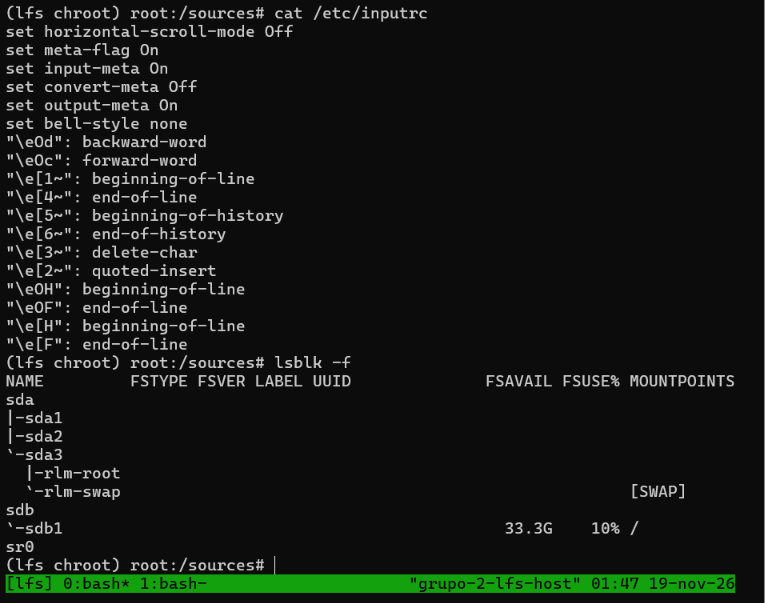 (lfs chroot) root:/sources# cat /etc/inputrc
set horizontal-scroll-mode Off
set meta-flag On
set input-meta On
set convert-meta Off
set output-meta On
set bell-style none
"\eOd": backward-word
"\eOc": forward-word
"\e[1~": beginning-of-line
"\e[4~": end-of-line
"\e[5~": beginning-of-history
"\e[6~": end-of-history
"\e[3~": delete-char
"\e[2~": quoted-insert
"\eOH": beginning-of-line
"\eOF": end-of-line
"\e[H": beginning-of-line
"\e[F": end-of-line
(lfs chroot) root:/sources# lsblk -f
NAME         FSTYPE FSVER LABEL UUID              FSAVAIL FSUSE% MOUNTPOINTS
sda
|-sda1
|-sda2
`-sda3
  |-rlm-root
  `-rlm-swap                                                     [SWAP]
sdb
`-sdb1                                              33.3G    10% /
sr0
(lfs chroot) root:/sources#
[lfs] 0:bash* 1:bash-                     "grupo-2-lfs-host" 01:47 19-nov-26